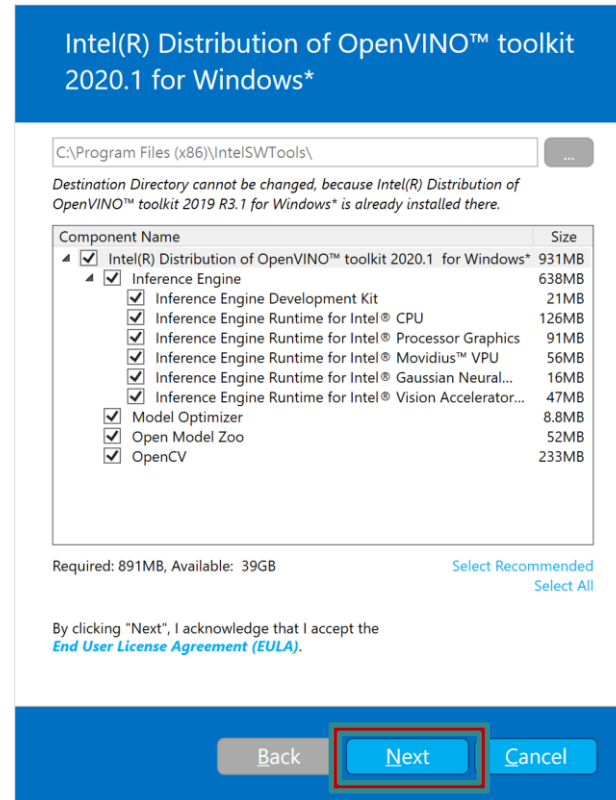 Intel(R) Distribution of OpenVINO™ toolkit
2020.1 for Windows*
C:\Program Files (x86)\IntelSWTools\
...
Destination Directory cannot be changed, because Intel(R) Distribution of
OpenVINO™ toolkit 2019 R3.1 for Windows* is already installed there.
Component Name Size
Intel(R) Distribution of OpenVINO™ toolkit 2020.1 for Windows* 931MB
Inference Engine 638MB
Inference Engine Development Kit 21MB
Inference Engine Runtime for Intel® CPU 126MB
Inference Engine Runtime for Intel® Processor Graphics 91MB
Inference Engine Runtime for Intel® Movidius™ VPU 56MB
Inference Engine Runtime for Intel® Gaussian Neural... 16MB
Inference Engine Runtime for Intel® Vision Accelerator... 47MB
Model Optimizer 8.8MB
Open Model Zoo 52MB
OpenCV 233MB
Required: 891MB, Available: 39GB Select Recommended
Select All
By clicking "Next", I acknowledge that I accept the
End User License Agreement (EULA).
Back Next Cancel